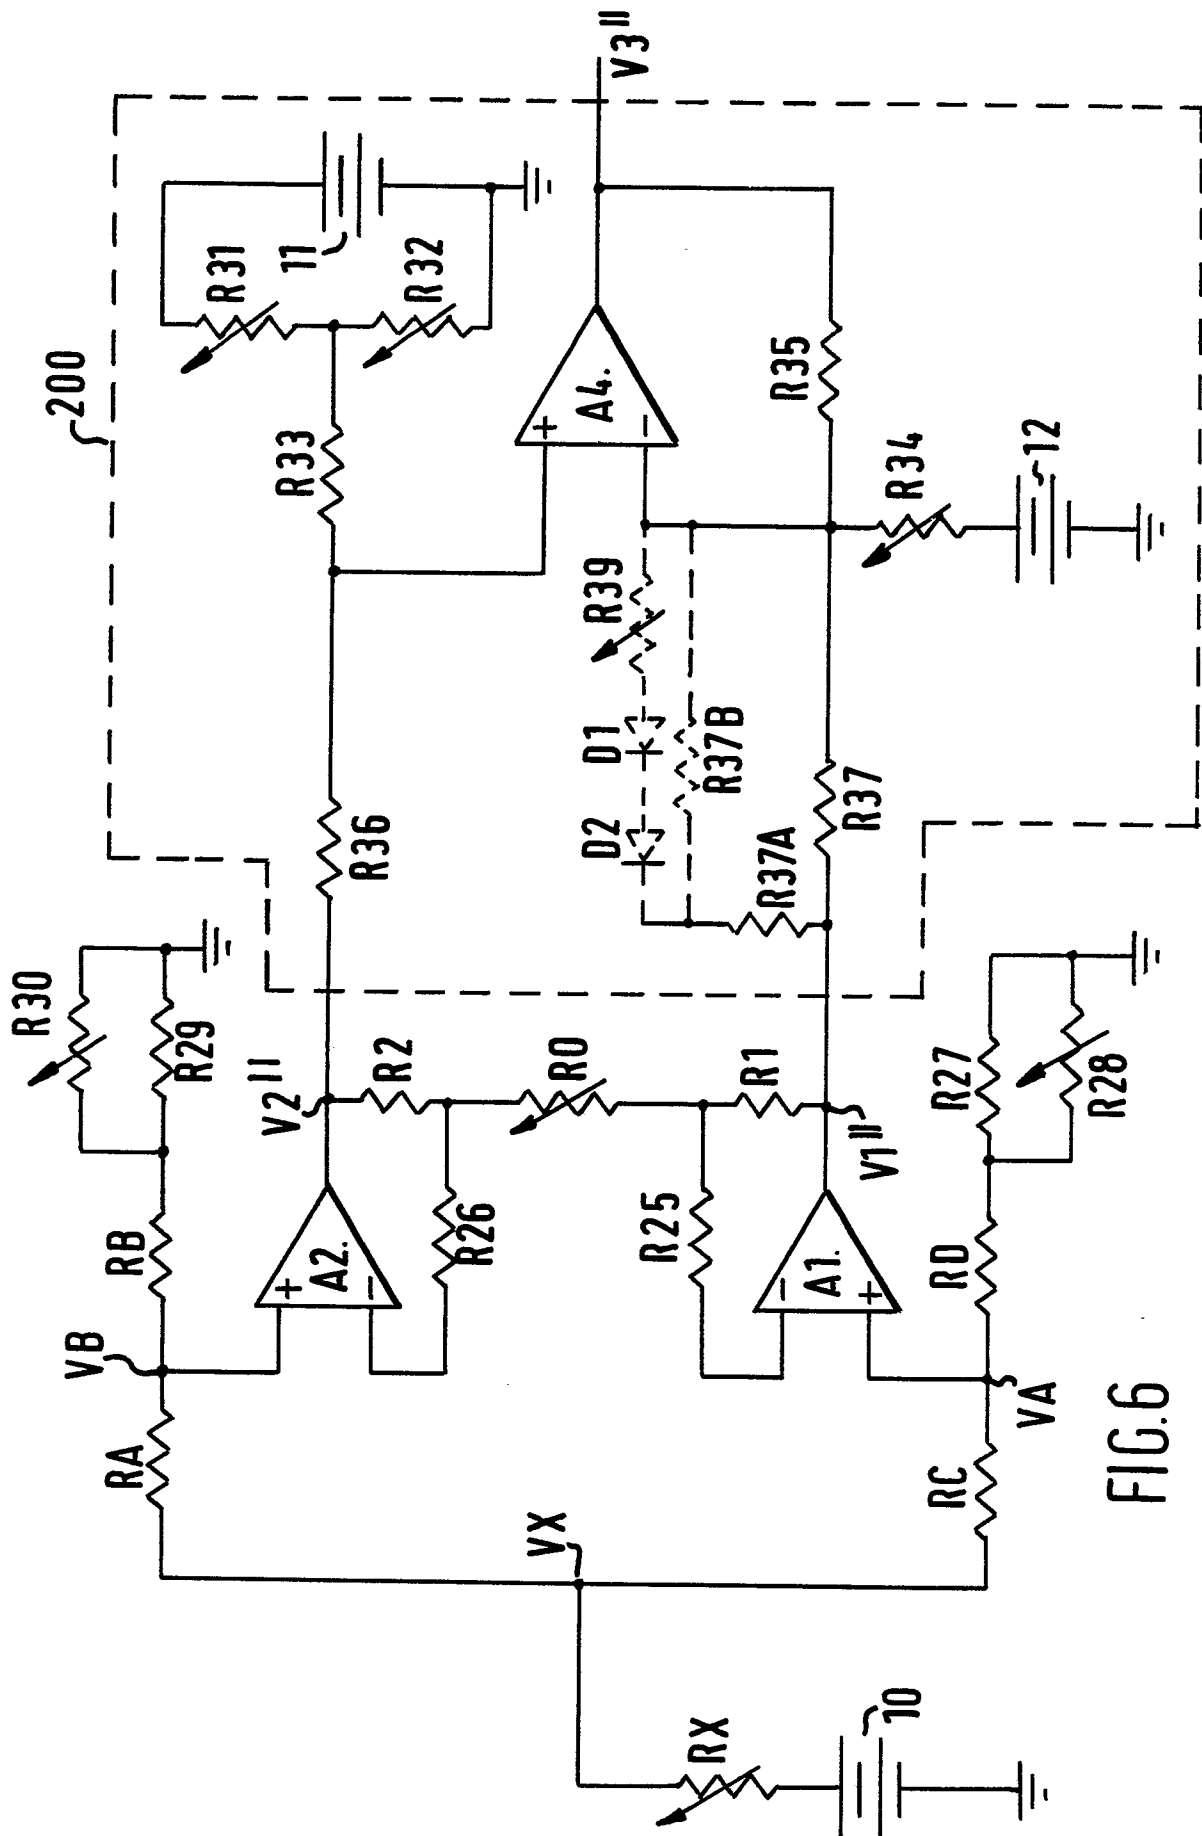 200
V3"
11
R31
R32
R33
A4.
+
−
R35
R34
12
R39
D1
D2
R37B
R37A
R37
R36
R30
R29
RB
V2"
R2
R0
R1
V1"
R26
R25
A2.
+
−
A1.
−
+
R27
R28
RD
VB
VA
RA
RC
VX
RX
10
FIG.6